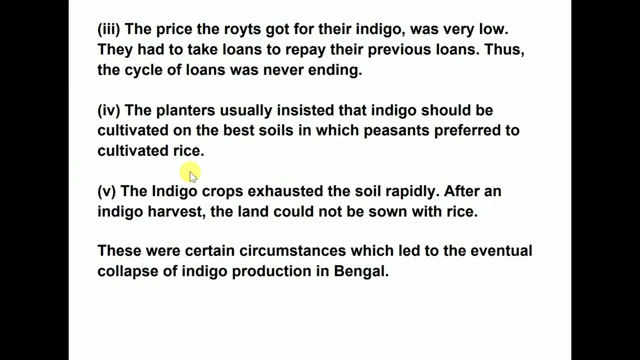 (iii) The price the royts got for their indigo, was very low.
They had to take loans to repay their previous loans. Thus,
the cycle of loans was never ending.
(iv) The planters usually insisted that indigo should be
cultivated on the best soils in which peasants preferred to
cultivated rice.
(v) The Indigo crops exhausted the soil rapidly. After an
indigo harvest, the land could not be sown with rice.
These were certain circumstances which led to the eventual
collapse of indigo production in Bengal.